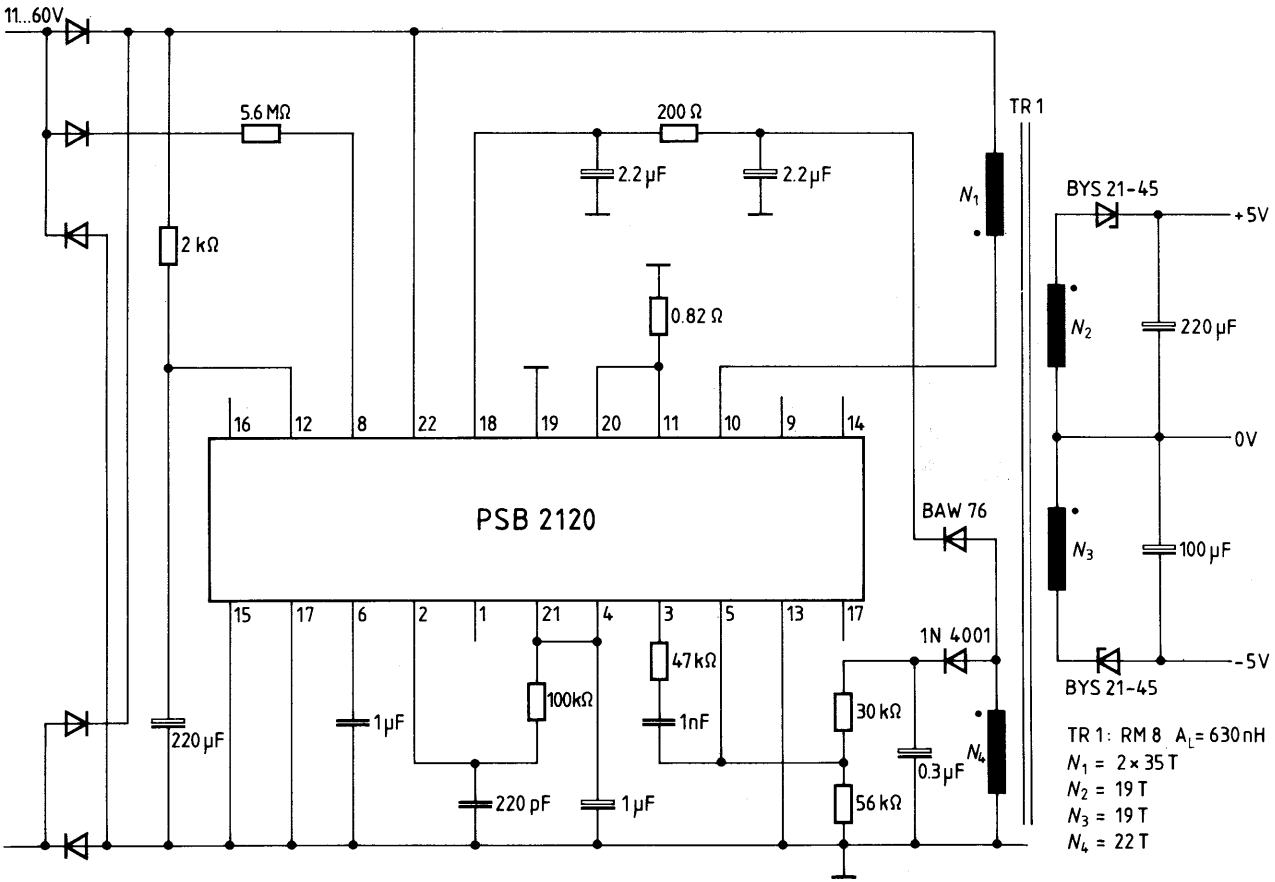 11...60V
TR 1
5.6 MΩ
200 Ω
2.2 µF
2.2 µF
N₁
BYS 21-45
+5V
2 kΩ
0.82 Ω
N₂
220 µF
16 12 8 22 18 19 20 11 10 9 14
0V
PSB 2120
BAW 76
N₃
100 µF
15 17 6 2 1 21 4 3 5 13 17
1N 4001
47 kΩ
-5V
BYS 21-45
100kΩ
30 kΩ
220 µF
1 µF
1nF
N₄
0.3 µF
220 pF
1 µF
56 kΩ
TR 1: RM 8 A_L = 630 nH
N₁ = 2 × 35 T
N₂ = 19 T
N₃ = 19 T
N₄ = 22 T